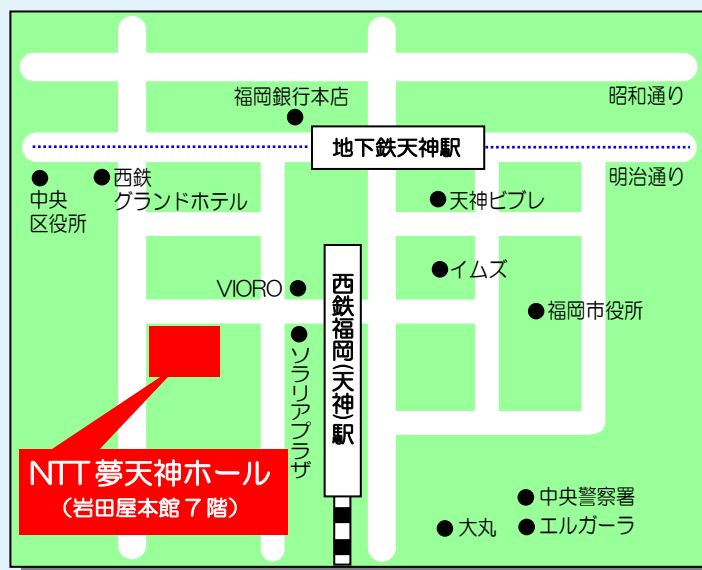 昭和通り
福岡銀行本店
地下鉄天神駅
明治通り
中央
区役所
西鉄
グランドホテル
天神ビブレ
イムズ
VIORO
福岡市役所
西鉄福岡(天神)駅
ソラリアプラザ
NTT夢天神ホール
(岩田屋本館7階)
中央警察署
大丸
エルガーラ